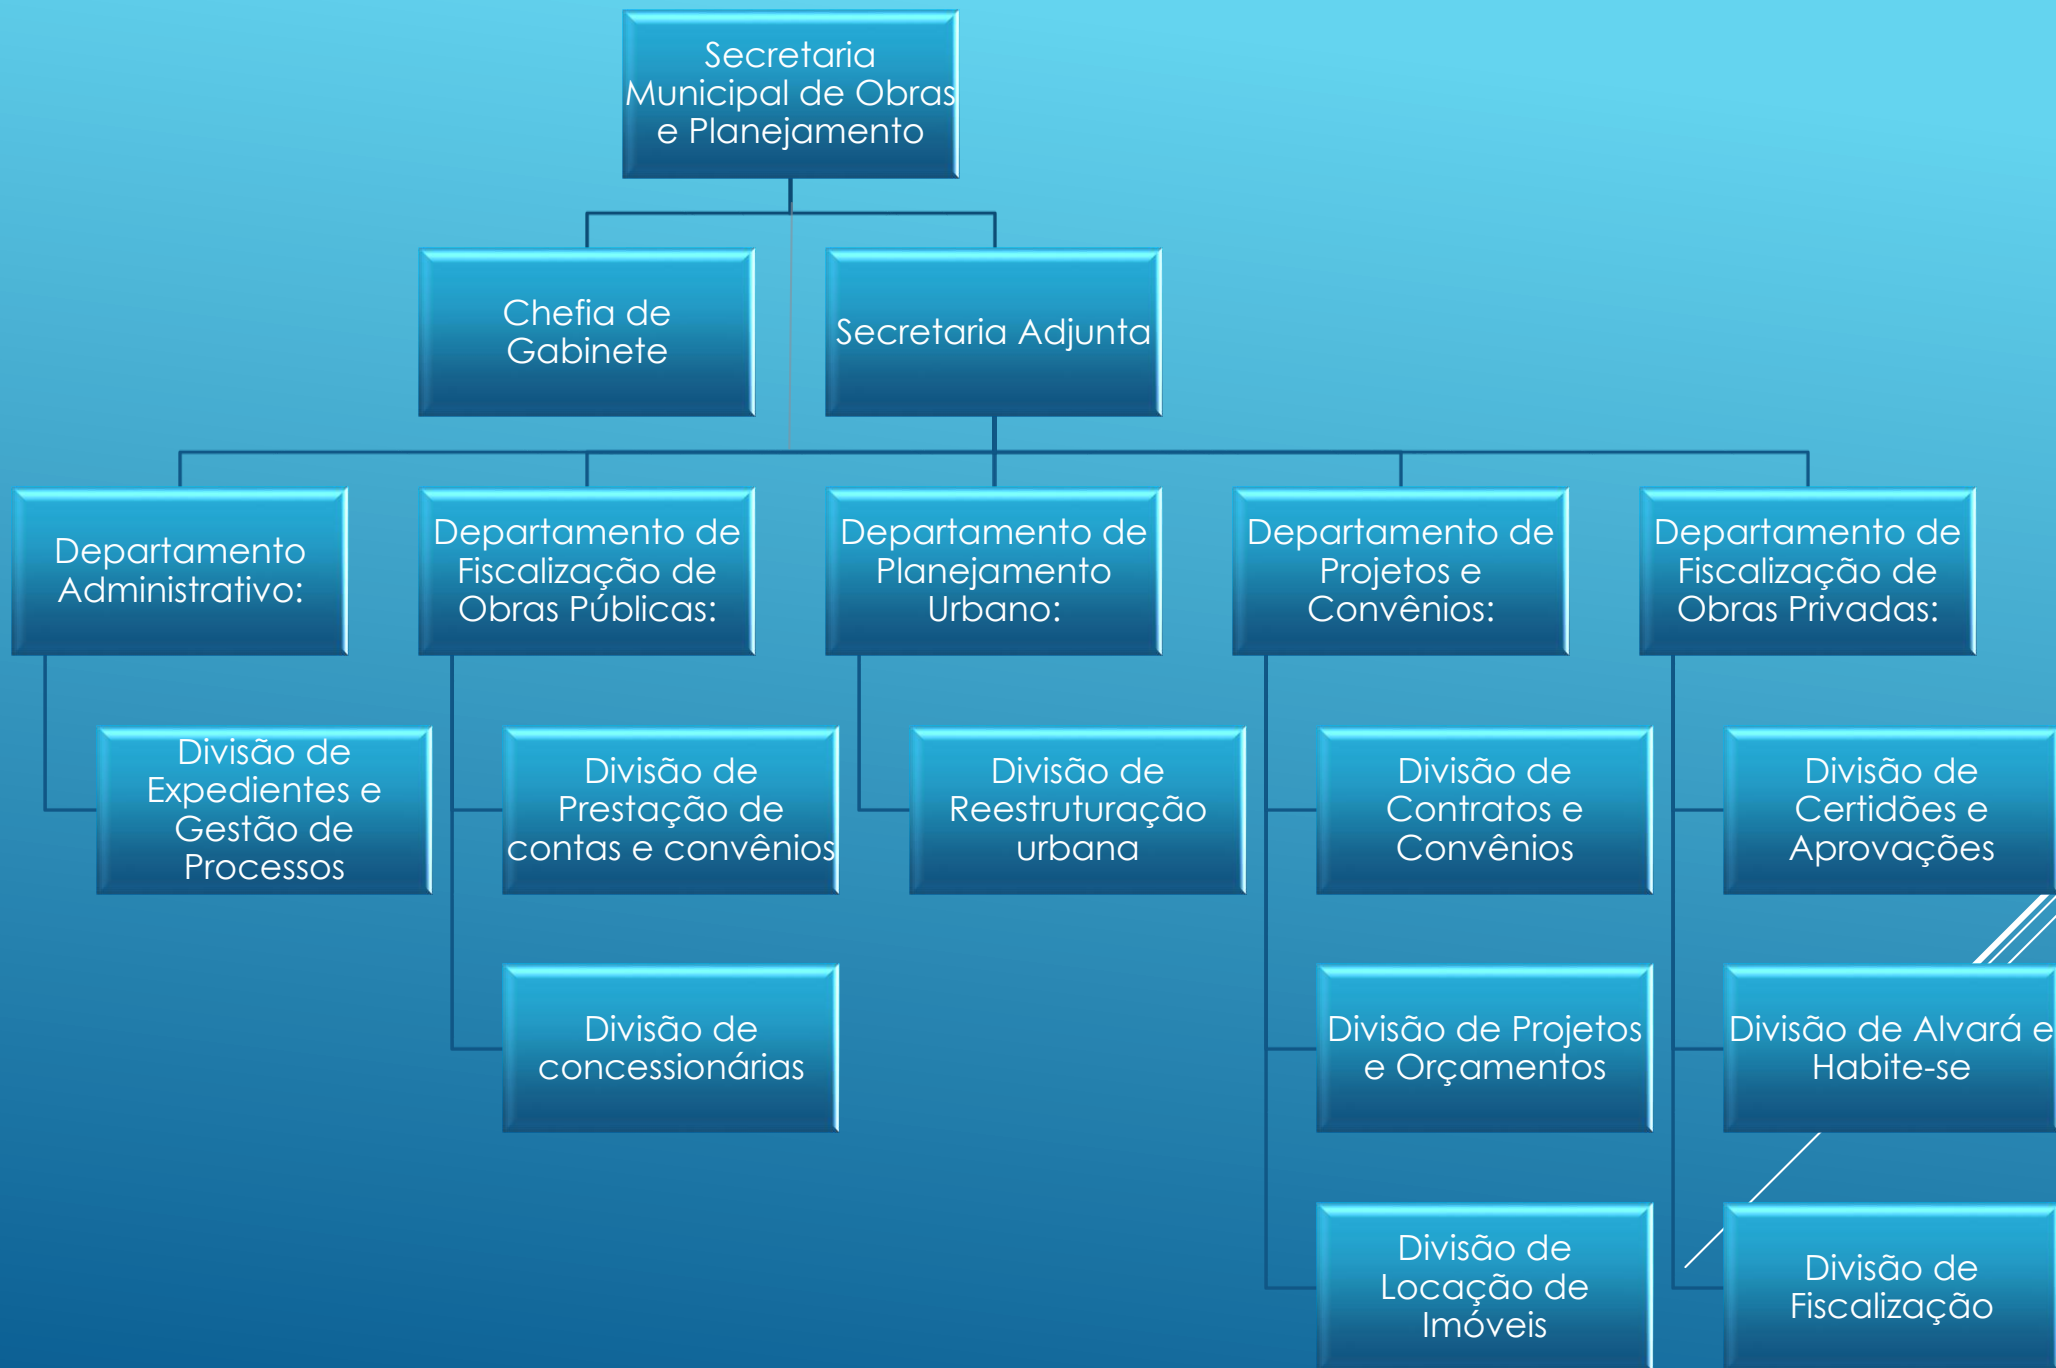 Secretaria
Municipal de Obras
e Planejamento
Chefia de
Gabinete
Secretaria Adjunta
Departamento
Administrativo:
Departamento de
Fiscalização de
Obras Públicas:
Departamento de
Planejamento
Urbano:
Departamento de
Projetos e
Convênios:
Departamento de
Fiscalização de
Obras Privadas:
Divisão de
Expedientes e
Gestão de
Processos
Divisão de
Prestação de
contas e convênios
Divisão de
Reestruturação
urbana
Divisão de
Contratos e
Convênios
Divisão de
Certidões e
Aprovações
Divisão de
concessionárias
Divisão de Projetos
e Orçamentos
Divisão de Alvará e
Habite-se
Divisão de
Locação de
Imóveis
Divisão de
Fiscalização